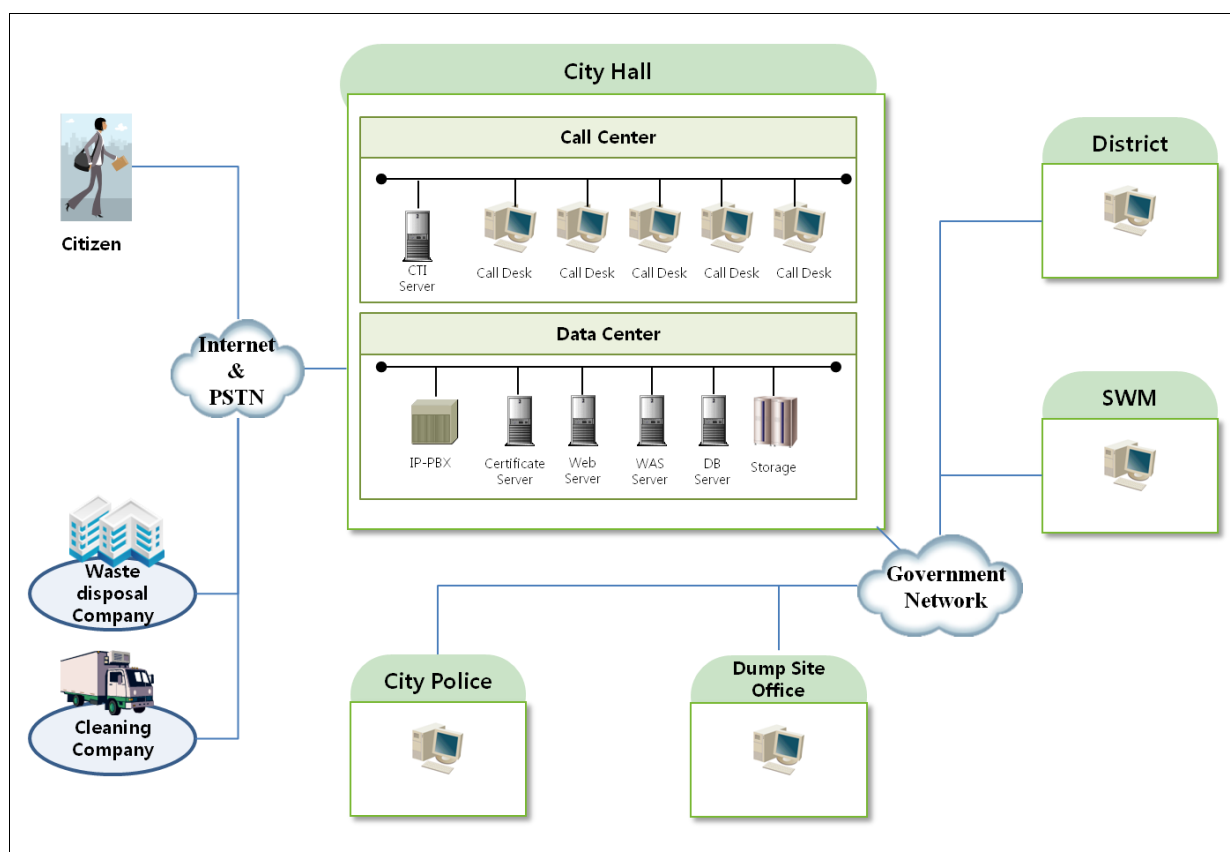 City Hall
Call Center
CTI
Server
Call Desk
Call Desk
Call Desk
Call Desk
Call Desk
Data Center
IP-PBX
Certificate
Server
Web
Server
WAS
Server
DB
Server
Storage
Citizen
Internet
&
PSTN
Waste
disposal
Company
Cleaning
Company
District
SWM
Government
Network
City Police
Dump Site
Office